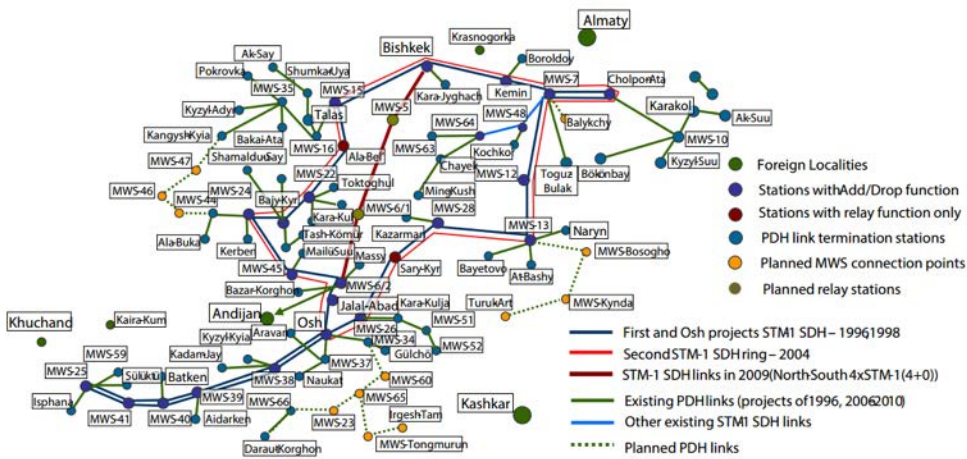 Almaty
Krasnogorka
Bishkek
Ak-Say
Boroldoy
Pokrovka
Shumkar-Uya
MWS-7
Cholpon-Ata
MWS-15
MWS-35
Kara-Jyghach
Kemin
Karakol
MWS-5
MWS-48
Kyzyl-Adyr
Talas
Balykchy
Ak-Suu
MWS-64
Kangysh-Kyia
Bakai-Ata
MWS-16
Ala-Bel'
MWS-63
Kochko
MWS-10
MWS-47
Shamaldu-Say
Chayek
MWS-12
Toguz Bulak
Bökönbay
Kyzyl-Suu
MWS-22
Toktoghul
MWS-46
MWS-24
Bajy-Kyr
Ming Kush
MWS-44
Kara-Kul
MWS-6/1
MWS-28
MWS-13
Tash-Kömur
Kazarman
Naryn
Ala-Buka
Kerben
Mailu-Suu
Massy
MWS-Bosogho
MWS-45
Sary-Kyr
Bayetovo
At-Bashy
Bazar-Korghon
MWS-6/2
Turuk-Art
MWS-Kynda
Andijan
Jalal-Abad
Kara-Kulja
Khuchand
Kaira-Kum
Osh
MWS-26
MWS-51
Kyzyl-Kyia
Aravan
MWS-34
Gülchö
MWS-52
MWS-59
Kadam-Jay
MWS-37
MWS-25
Batken
MWS-38
Naukat
MWS-60
Isphana
MWS-39
MWS-66
MWS-65
MWS-41
MWS-40
Aidarken
MWS-23
Irgesh-Tam
Kashkar
Daraut-Korghon
MWS-Tongmurun
Foreign Localities
Stations with Add/Drop function
Stations with relay function only
PDH link termination stations
Planned MWS connection points
Planned relay stations
First and Osh projects STM1 SDH – 1996,1998
Second STM-1 SDH ring – 2004
STM-1 SDH links in 2009 (North-South 4xSTM-1(4+0))
Existing PDH links (projects of 1996, 2006-2010)
Other existing STM1 SDH links
Planned PDH links